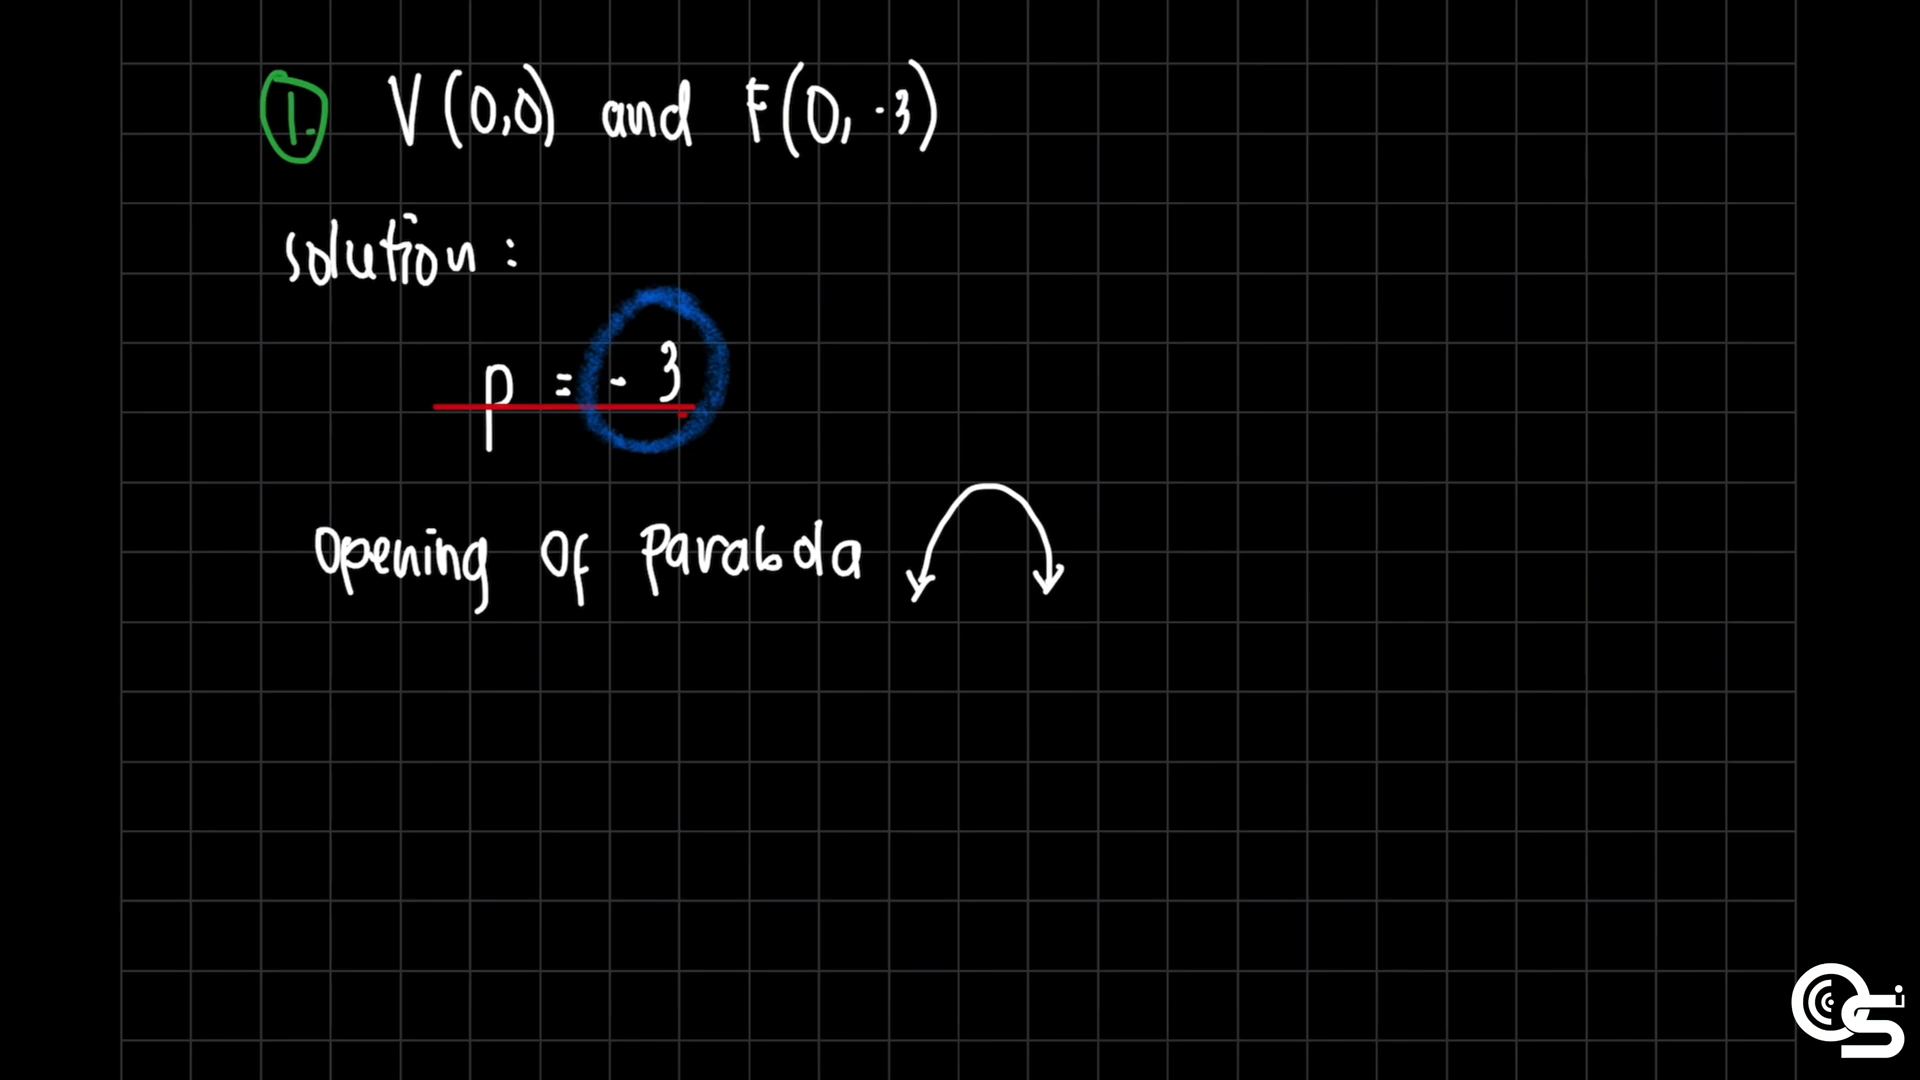 1. V(0,0) and F(0,-3)
solution:
p = -3
Opening of Parabola